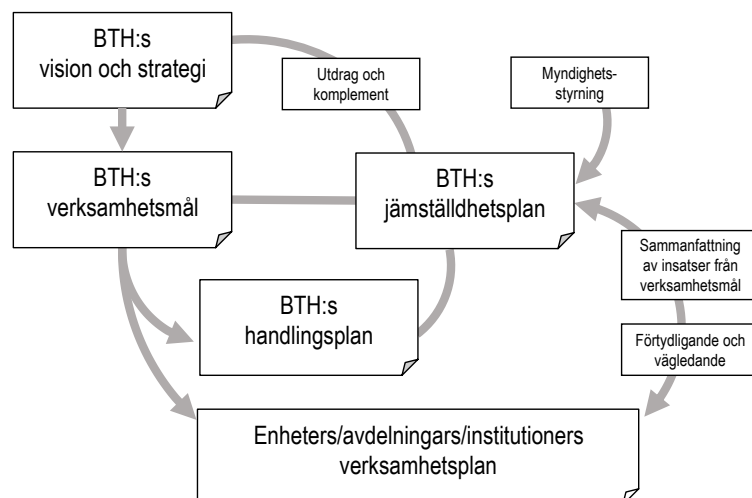 BTH:s
vision och strategi
Utdrag och
komplement
Myndighets-
styrning
BTH:s
verksamhetsmål
BTH:s
jämställdhetsplan
Sammanfattning
av insatser från
verksamhetsmål
BTH:s
handlingsplan
Förtydligande och
vägledande
Enheters/avdelningars/institutioners
verksamhetsplan